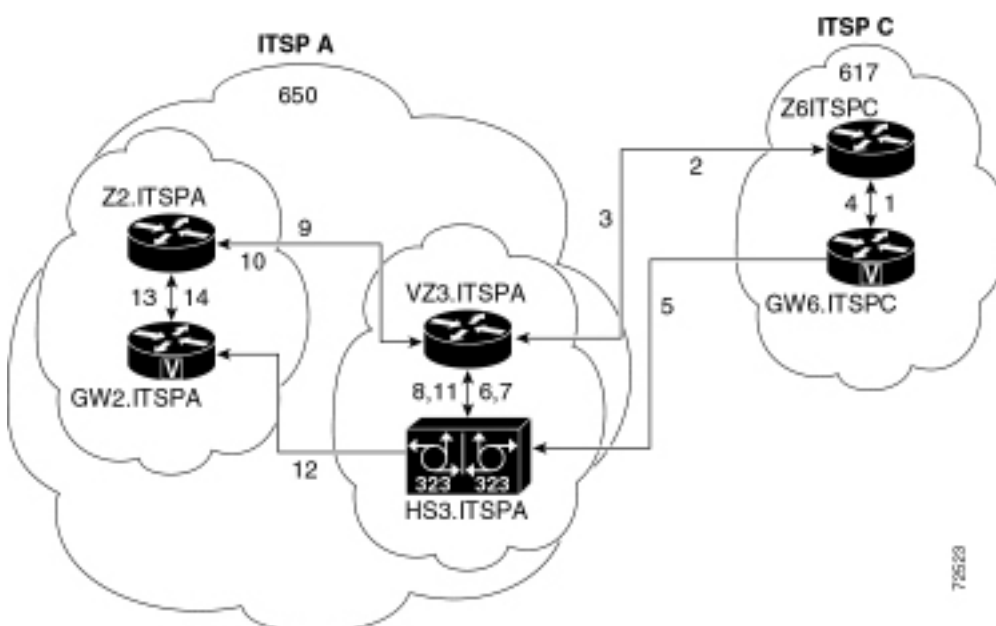 ITSP A
ITSP C
650
617
Z6ITSPC
2
4 1
Z2.ITSPA
9
3
10
VZ3.ITSPA
5
V
GW6.ITSPC
13 14
V
GW2.ITSPA
8,11 6,7
12
323 323
HS3.ITSPA
72523